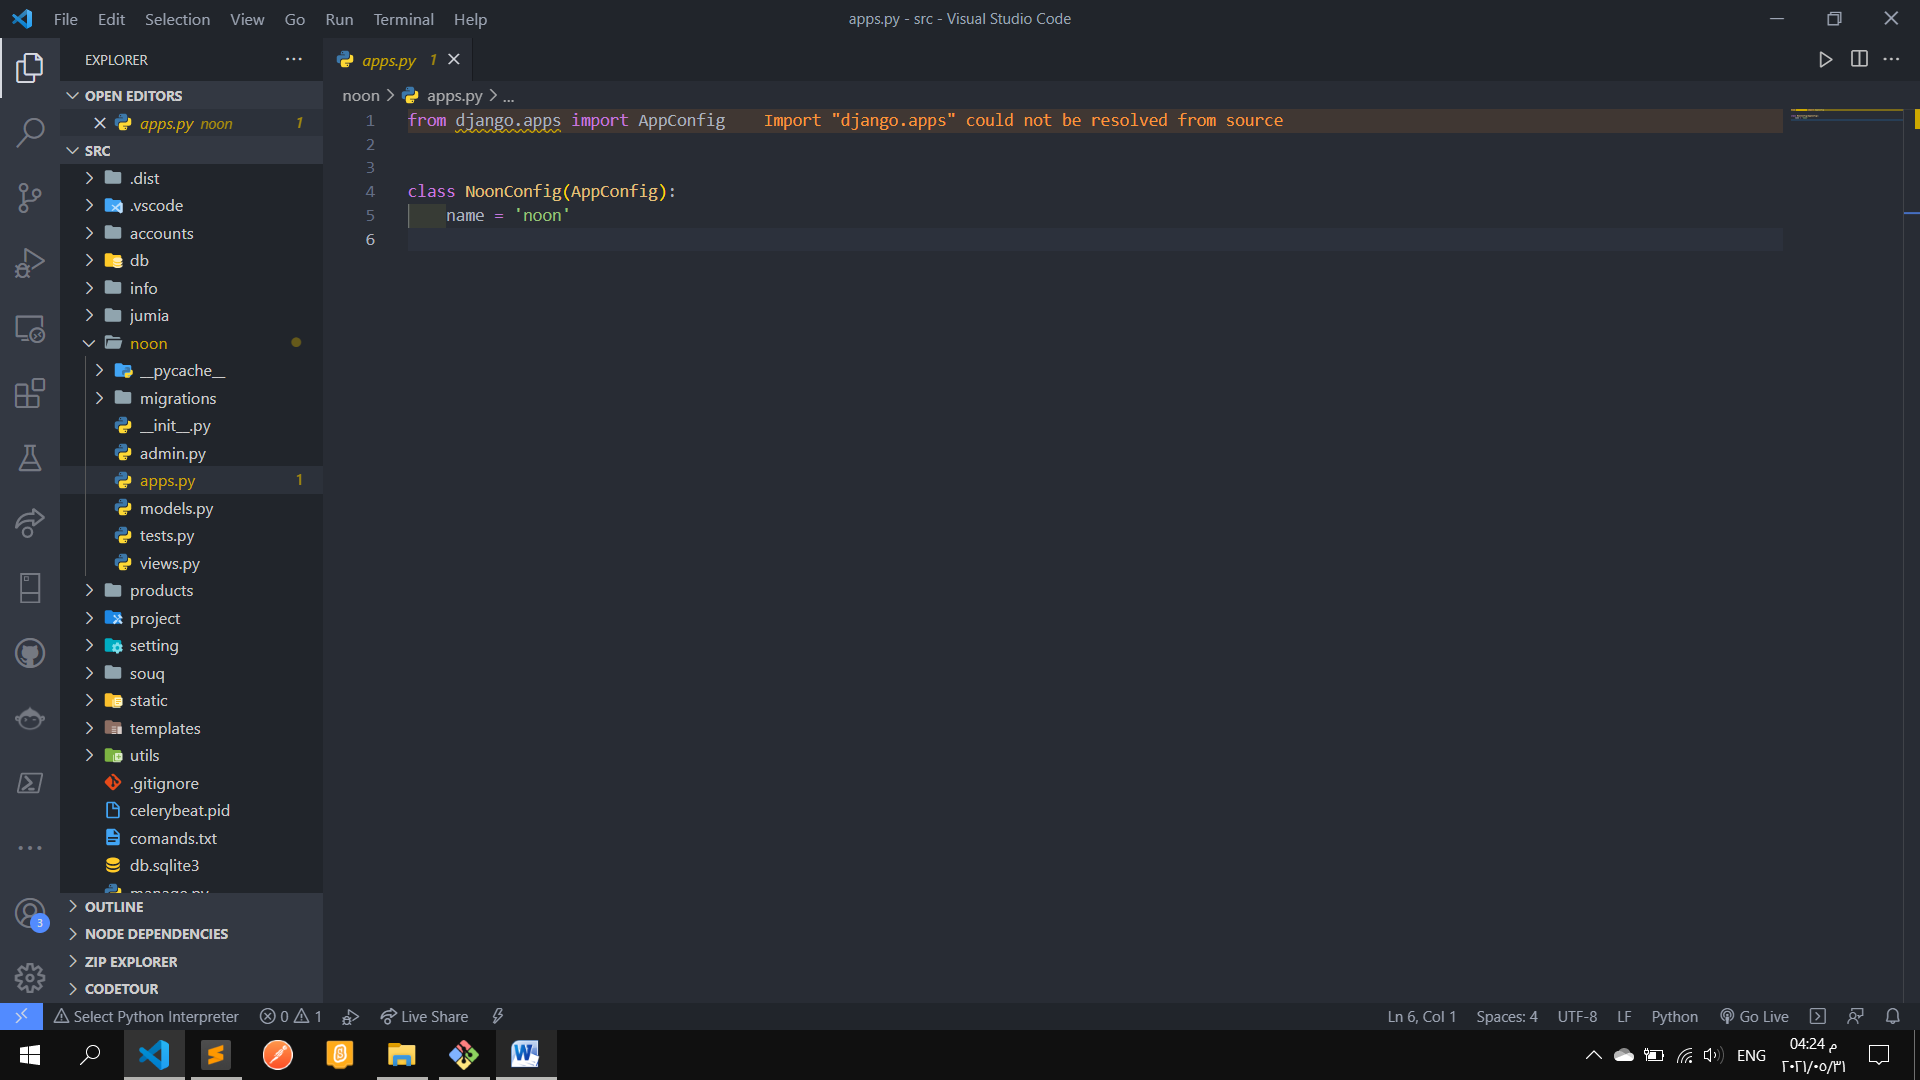 File Edit Selection View Go Run Terminal Help
apps.py - src - Visual Studio Code
EXPLORER
apps.py 1
OPEN EDITORS
noon apps.py ...
apps.py noon 1
SRC
.dist
.vscode
accounts
db
info
jumia
noon
__pycache__
migrations
__init__.py
admin.py
apps.py 1
models.py
tests.py
views.py
products
project
setting
souq
static
templates
utils
.gitignore
celerybeat.pid
comands.txt
db.sqlite3
manage.py
OUTLINE
NODE DEPENDENCIES
ZIP EXPLORER
CODETOUR
1 from django.apps import AppConfig Import "django.apps" could not be resolved from source
2
3
4 class NoonConfig(AppConfig):
5 name = 'noon'
6
3
Select Python Interpreter 0 1 Live Share
Ln 6, Col 1 Spaces: 4 UTF-8 LF Python Go Live
ENG
04:24 م
٢٠٢١/٠٥/٣١